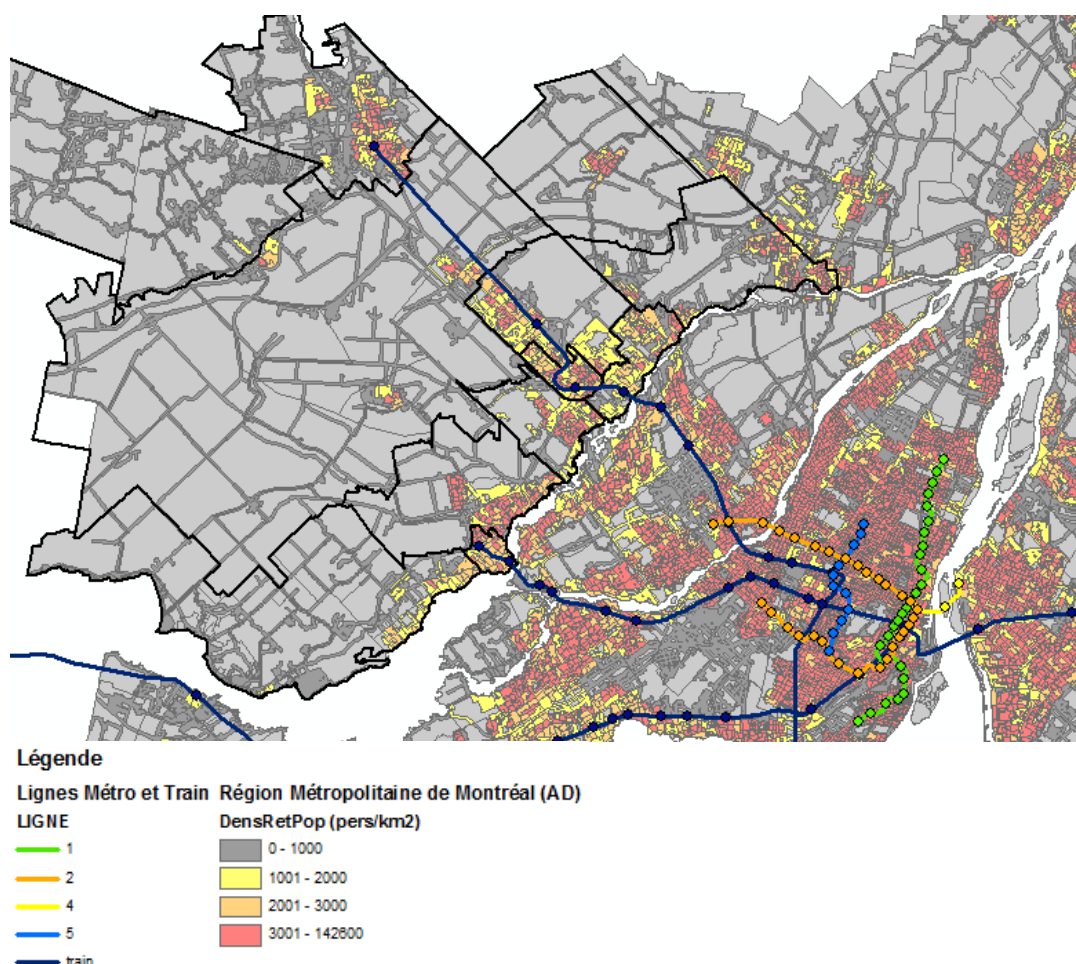 Légende
Lignes Métro et Train Région Métropolitaine de Montréal (AD)
LIGNE DensRetPop (pers/km2)
1 0 - 1000
2 1001 - 2000
4 2001 - 3000
5 3001 - 142600
train